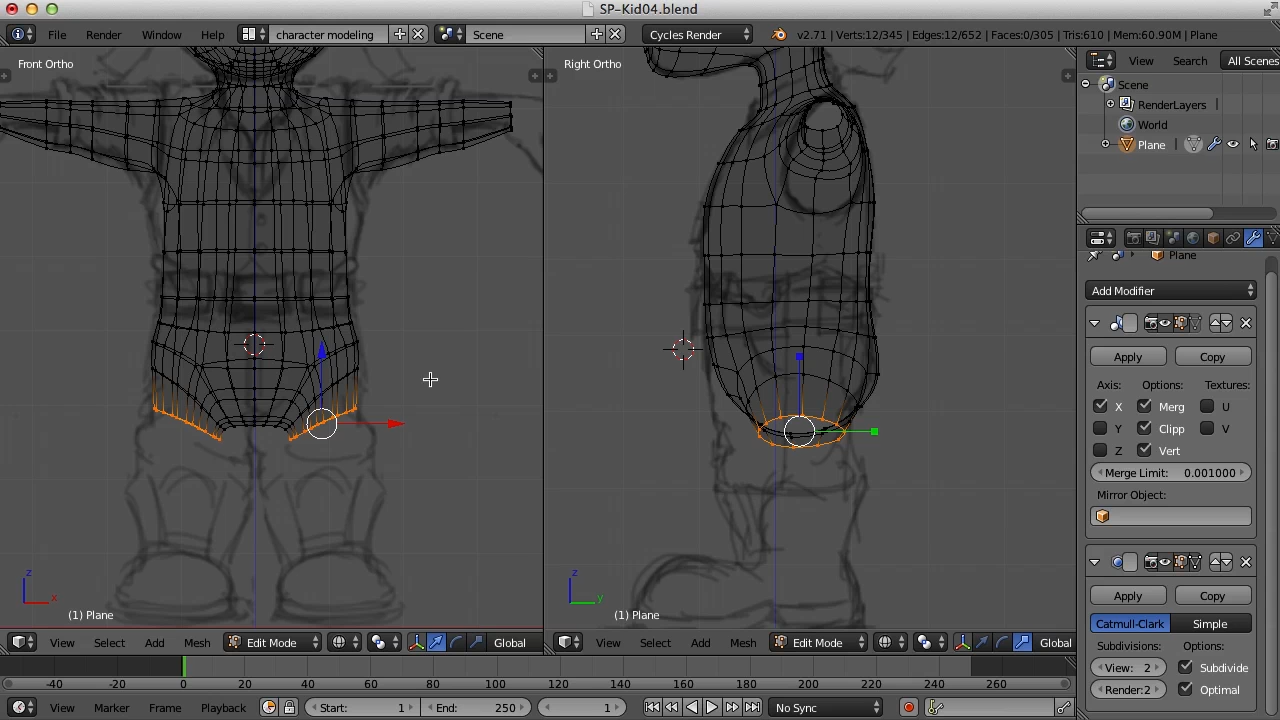 SP-Kid04.blend
File Render Window Help character modeling Scene Cycles Render v2.71 | Verts:12/345 | Edges:12/652 | Faces:0/305 | Tris:610 | Mem:60.90M | Plane
Front Ortho
Right Ortho
View Search All Scenes
Scene
RenderLayers
World
Plane
Plane
Add Modifier
Apply Copy
Axis: Options: Textures:
X Merg U
Y Clipp V
Z Vert
Merge Limit: 0.001000
Mirror Object:
Apply Copy
Catmull-Clark Simple
Subdivisions: Options:
View: 2 Subdivide
Render:2 Optimal
z
x
(1) Plane
z
y
(1) Plane
View Select Add Mesh Edit Mode Global
View Select Add Mesh Edit Mode Global
-40 -20 0 20 40 60 80 100 120 140 160 180 200 220 240 260
View Marker Frame Playback Start: 1 End: 250 1 No Sync